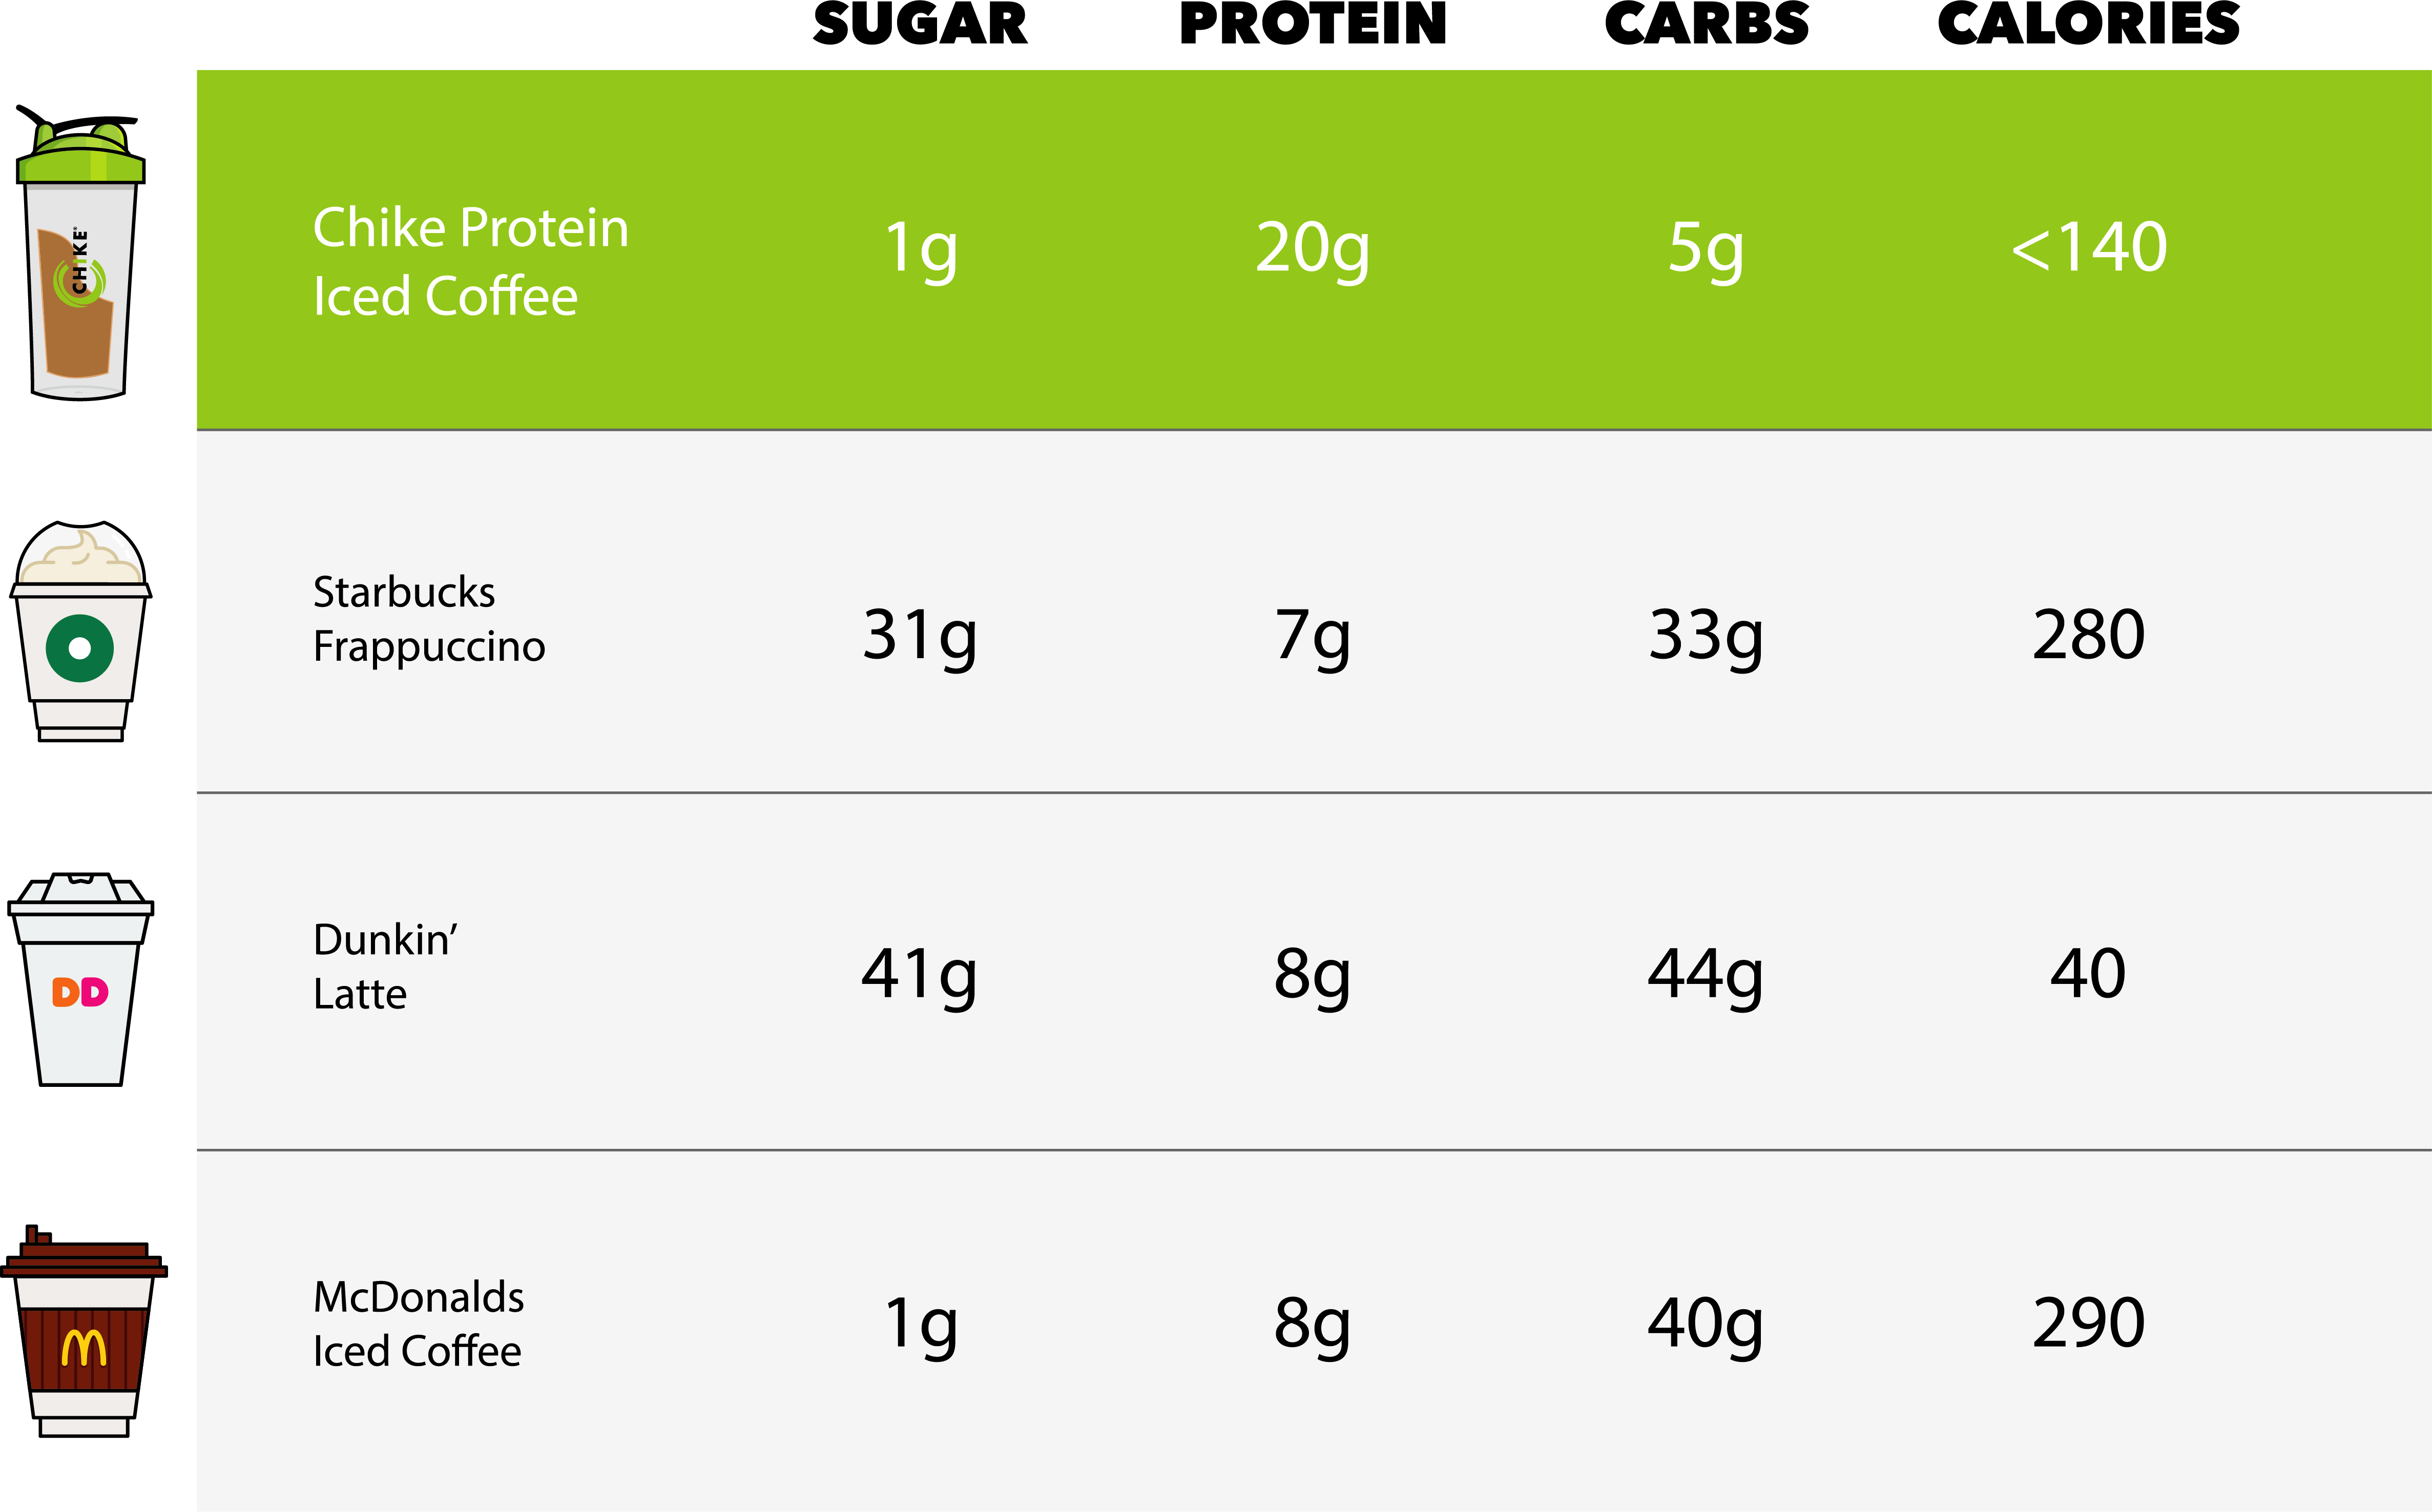 SUGAR PROTEIN CARBS CALORIES
CHIKE®
Chike Protein
Iced Coffee
1g 20g 5g <140
Starbucks
Frappuccino
31g 7g 33g 280
DD
Dunkin’
Latte
41g 8g 44g 40
McDonalds
Iced Coffee
1g 8g 40g 290